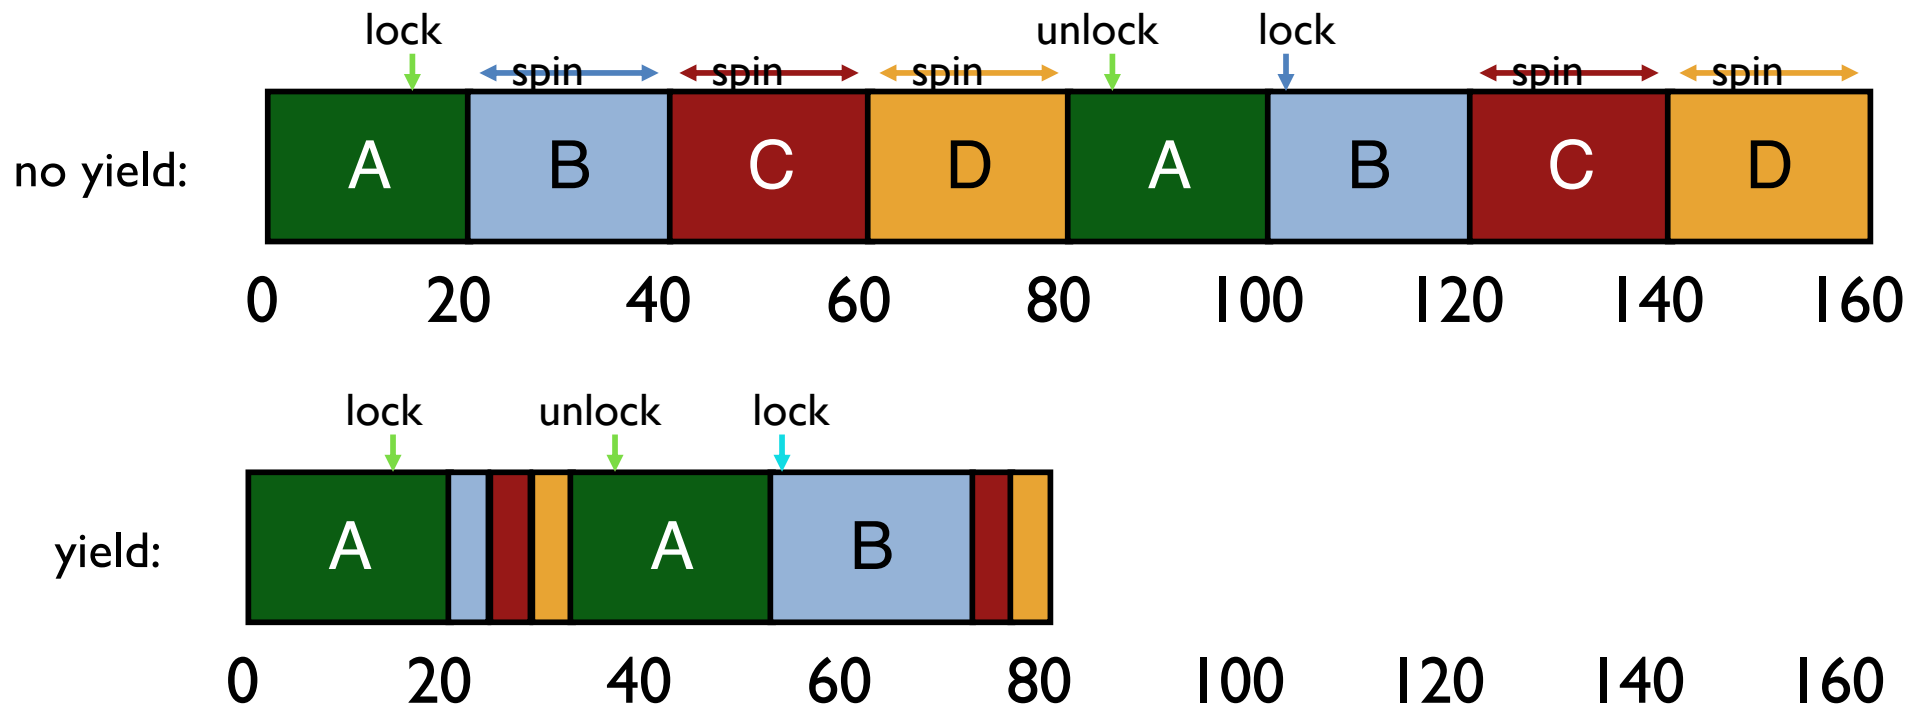 lock unlock lock
spin spin spin spin spin
no yield: A B C D A B C D
0 20 40 60 80 100 120 140 160
lock unlock lock
yield: A A B
0 20 40 60 80 100 120 140 160